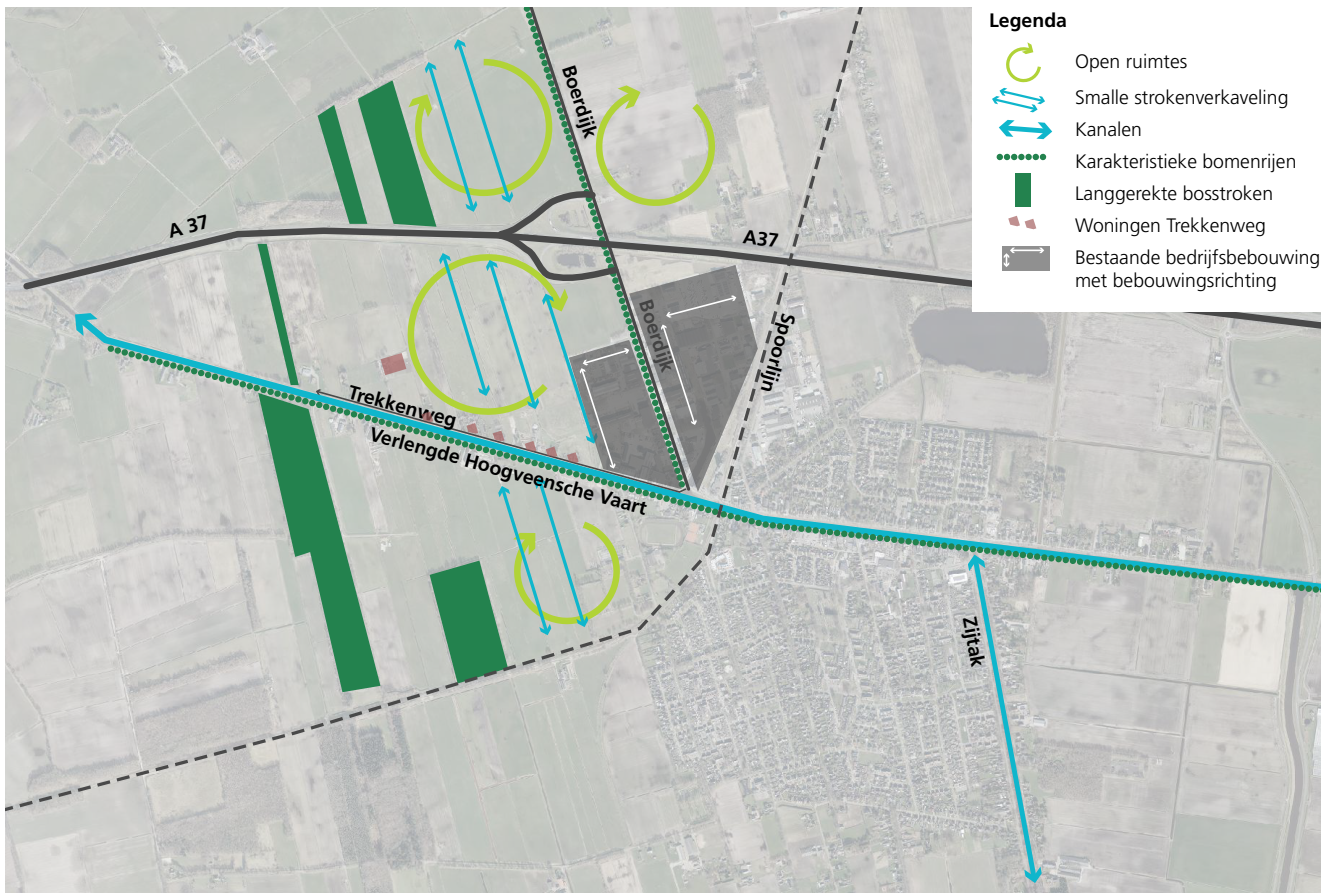 Legenda
Open ruimtes
Smalle strokenverkaveling
Kanalen
Karakteristieke bomenrijen
Langgerekte bosstroken
Woningen Trekkenweg
Bestaande bedrijfsbebouwing
met bebouwingsrichting
Boerdijk
A 37
A37
Boerdijk
Spoorlijn
Trekkenweg
Verlengde Hoogveensche Vaart
Zijtak